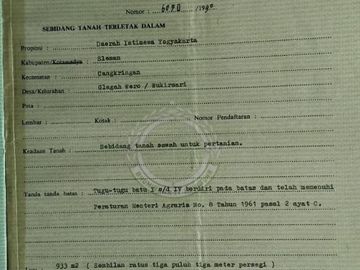 Nomor : 6890 /1990
SEBIDANG TANAH TERLETAK DALAM
Propinsi : Daerah Istimewa Yogyakarta
Kabupaten/Kotamadya : Sleman
Kecamatan : Cangkringan
Desa/Kelurahan : Glagah Wero / Wukirsari
Peta :
Lembar : Kotak : Nomor Pendaftaran :
Keadaan Tanah : Sebidang tanah sawah untuk pertanian.
Tanda tanda batas : Tugu-tugu batu I s/d IV berdiri pada batas dan telah memenuhi
Peraturan Menteri Agraria No. 8 Tahun 1961 pasal 2 ayat C.
933 m2 ( Sembilan ratus tiga puluh tiga meter persegi )